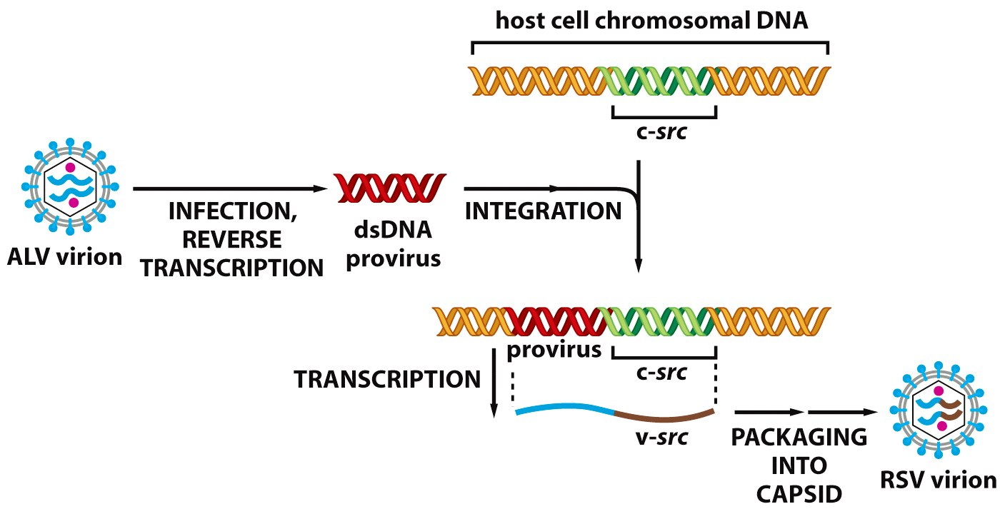 host cell chromosomal DNA
c-src
ALV virion
INFECTION,
REVERSE
TRANSCRIPTION
dsDNA
provirus
INTEGRATION
provirus
c-src
TRANSCRIPTION
v-src
PACKAGING
INTO
CAPSID
RSV virion